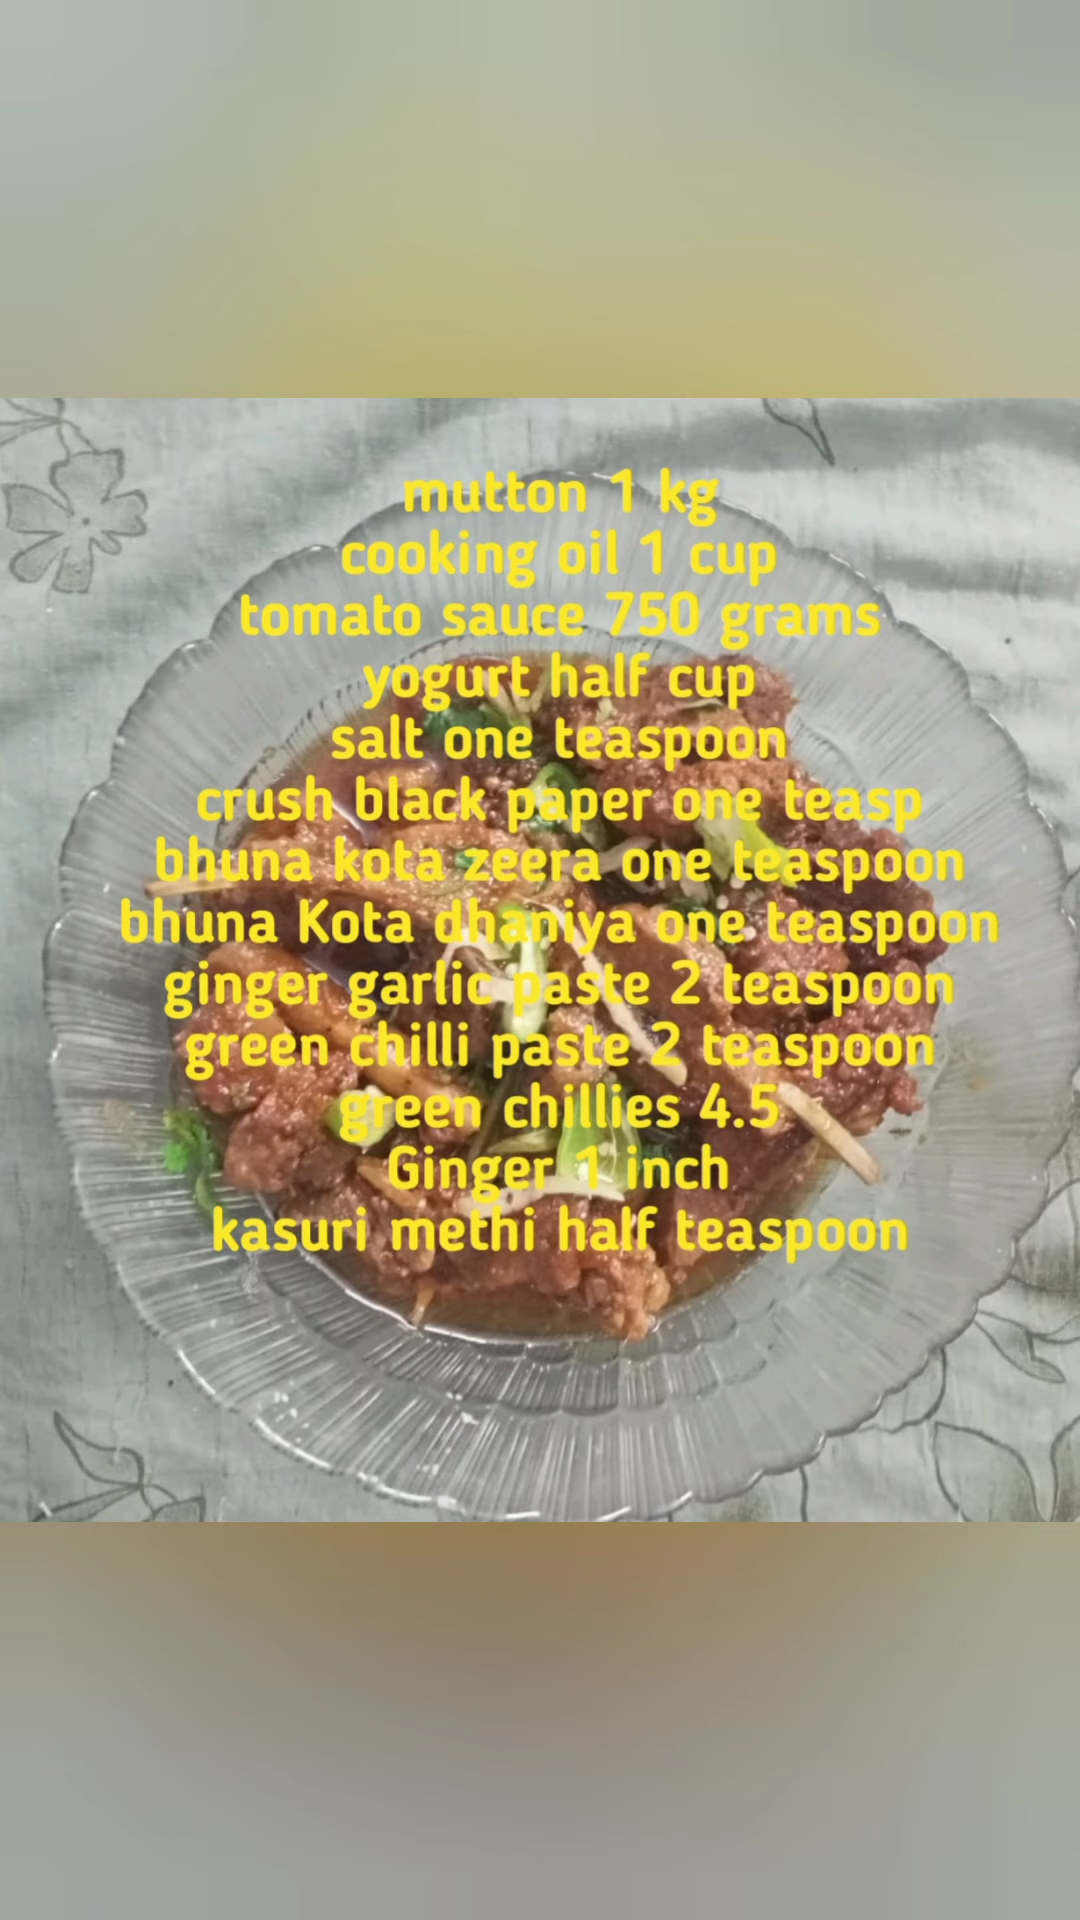 mutton 1 kg
cooking oil 1 cup
tomato sauce 750 grams
yogurt half cup
salt one teaspoon
crush black paper one teasp
bhuna kota zeera one teaspoon
bhuna Kota dhaniya one teaspoon
ginger garlic paste 2 teaspoon
green chilli paste 2 teaspoon
green chillies 4.5
Ginger 1 inch
kasuri methi half teaspoon